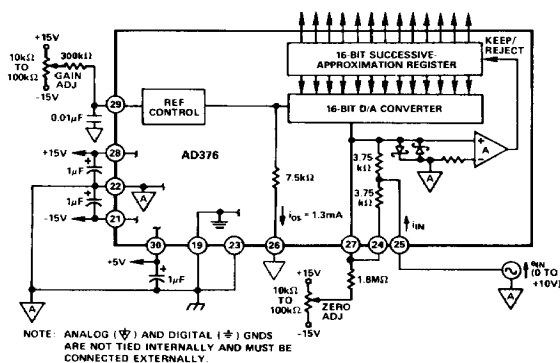 +15V
10kΩ
TO
100kΩ
-15V
300kΩ
GAIN
ADJ
0.01μF
29
REF
CONTROL
16-BIT SUCCESSIVE-
APPROXIMATION REGISTER
KEEP/
REJECT
16-BIT D/A CONVERTER
AD376
+15V
28
1μF
22
A
1μF
-15V
21
7.5kΩ
iOS = 1.3mA
3.75
kΩ
3.75
kΩ
+
A
−
A
iIN
30
19
23
26
27
24
25
+5V
1μF
A
+15V
10kΩ
TO
100kΩ
-15V
1.8MΩ
ZERO
ADJ
eIN
(0 TO
+10V)
A
NOTE: ANALOG (A) AND DIGITAL (⏚) GNDS
ARE NOT TIED INTERNALLY AND MUST BE
CONNECTED EXTERNALLY.